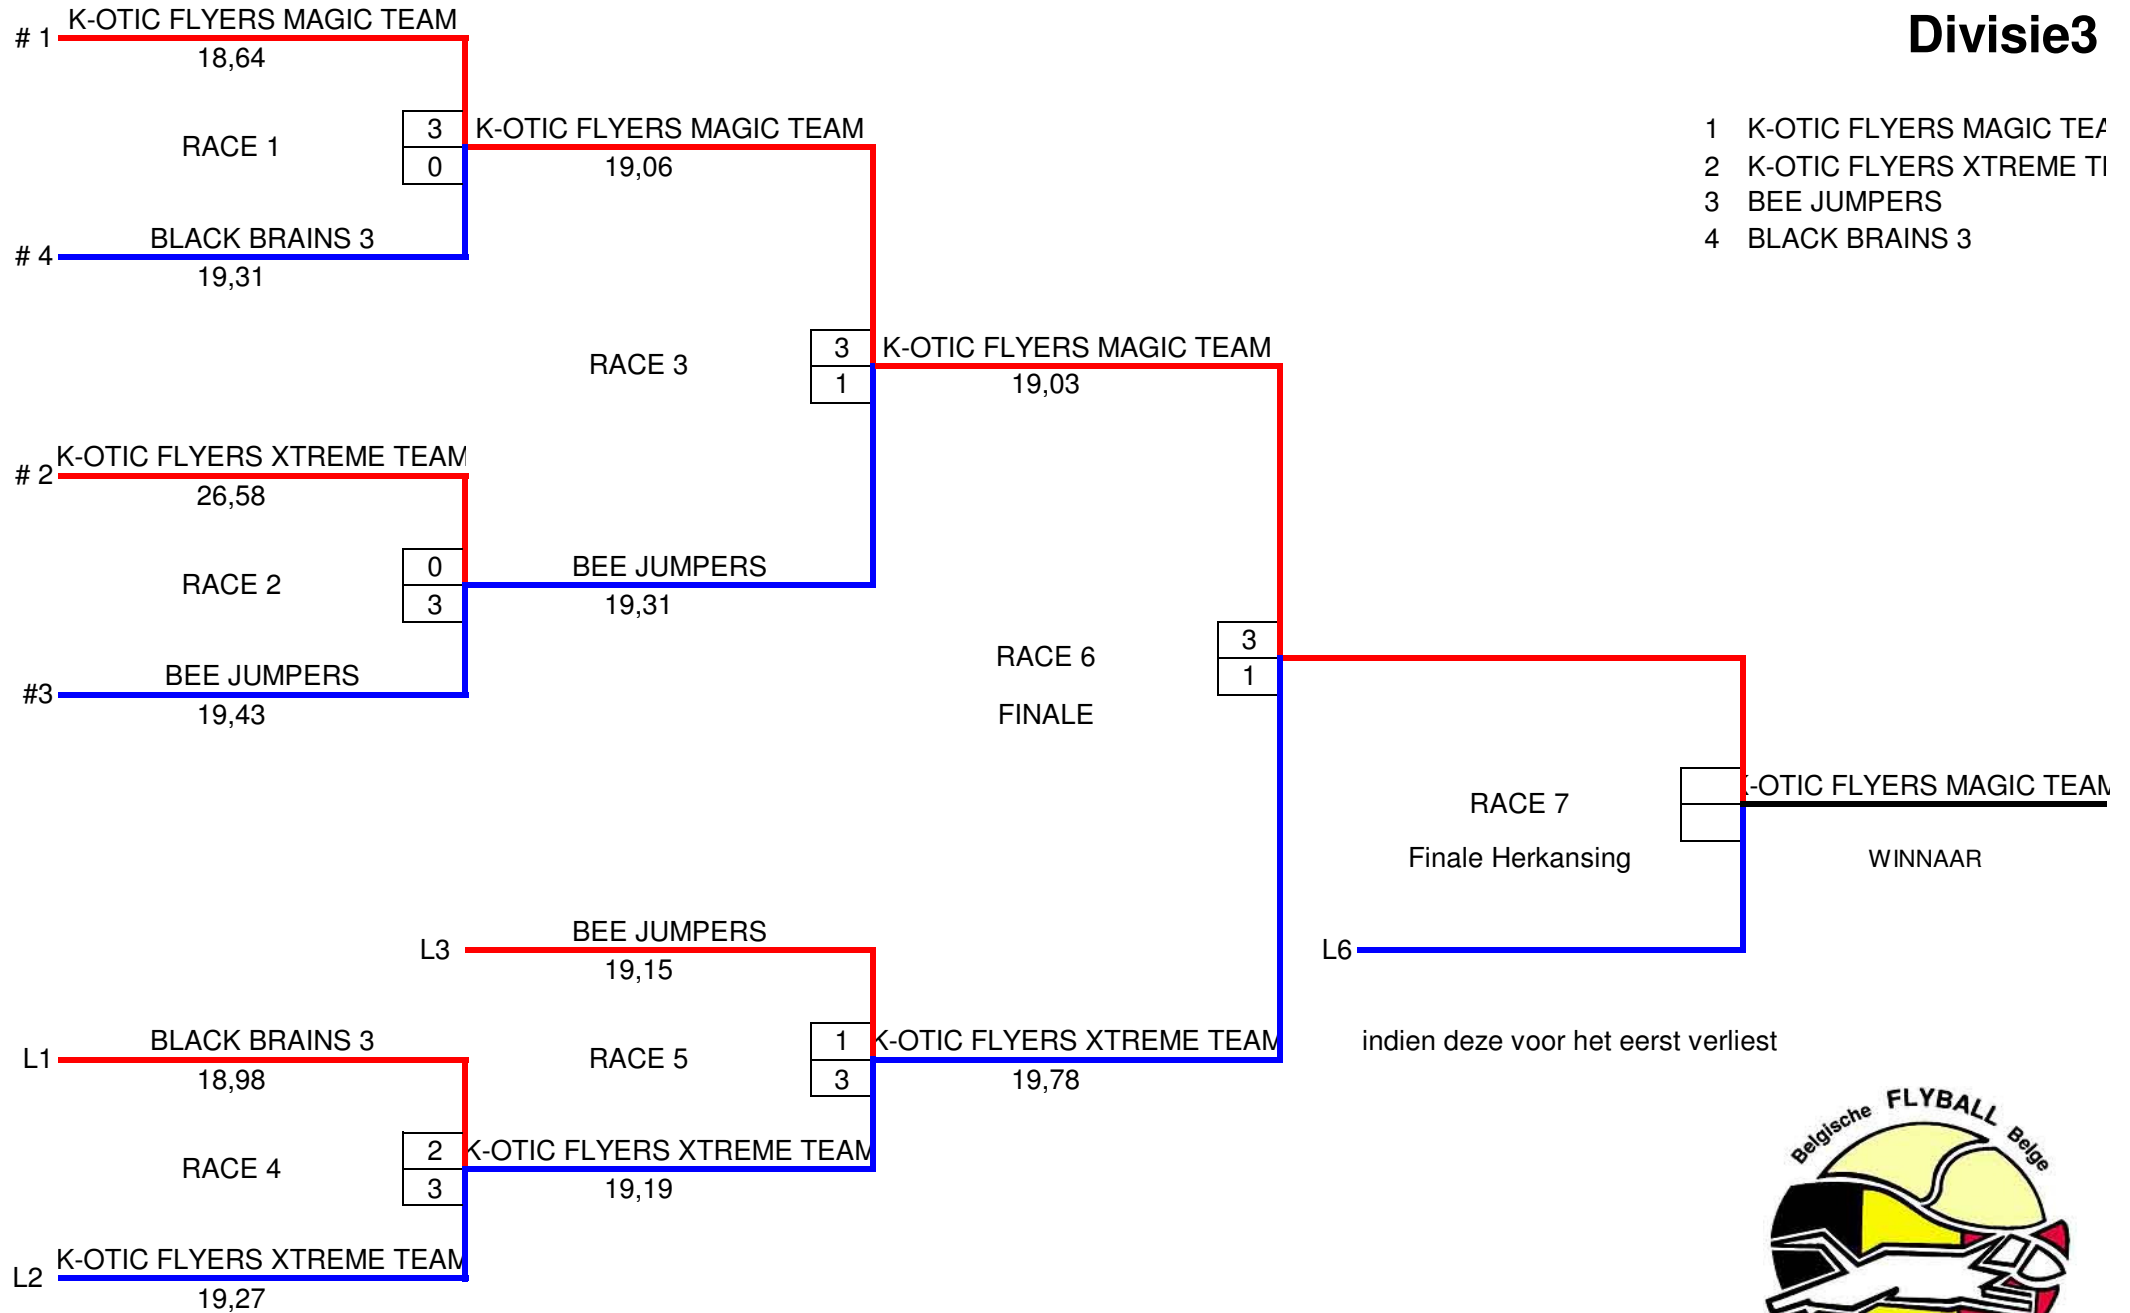 Divisie3
1 K-OTIC FLYERS MAGIC TEA
2 K-OTIC FLYERS XTREME T
3 BEE JUMPERS
4 BLACK BRAINS 3
# 1 K-OTIC FLYERS MAGIC TEAM
18,64
RACE 1
3
0
# 4 BLACK BRAINS 3
19,31
K-OTIC FLYERS MAGIC TEAM
19,06
RACE 3
3
1
# 2 K-OTIC FLYERS XTREME TEAM
26,58
RACE 2
0
3
#3 BEE JUMPERS
19,43
BEE JUMPERS
19,31
K-OTIC FLYERS MAGIC TEAM
19,03
RACE 6
FINALE
3
1
RACE 7
Finale Herkansing
K-OTIC FLYERS MAGIC TEAM
WINNAAR
L6
indien deze voor het eerst verliest
L3 BEE JUMPERS
19,15
RACE 5
1
3
K-OTIC FLYERS XTREME TEAM
19,78
L1 BLACK BRAINS 3
18,98
RACE 4
2
3
K-OTIC FLYERS XTREME TEAM
19,19
L2 K-OTIC FLYERS XTREME TEAM
19,27
Belgische FLYBALL Belge